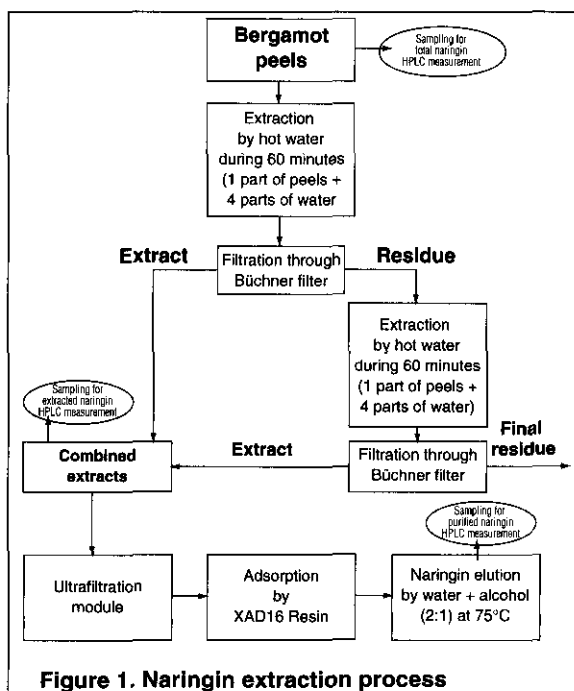 Bergamot
peels
Sampling for
total naringin
HPLC measurement
Extraction
by hot water
during 60 minutes
(1 part of peels +
4 parts of water
Extract
Filtration through
Büchner filter
Residue
Extraction
by hot water
during 60 minutes
(1 part of peels +
4 parts of water)
Sampling for
extracted naringin
HPLC measurement
Combined
extracts
Extract
Filtration through
Büchner filter
Final
residue
Sampling for
purified naringin
HPLC measurement
Ultrafiltration
module
Adsorption
by
XAD16 Resin
Naringin elution
by water + alcohol
(2:1) at 75°C
Figure 1. Naringin extraction process